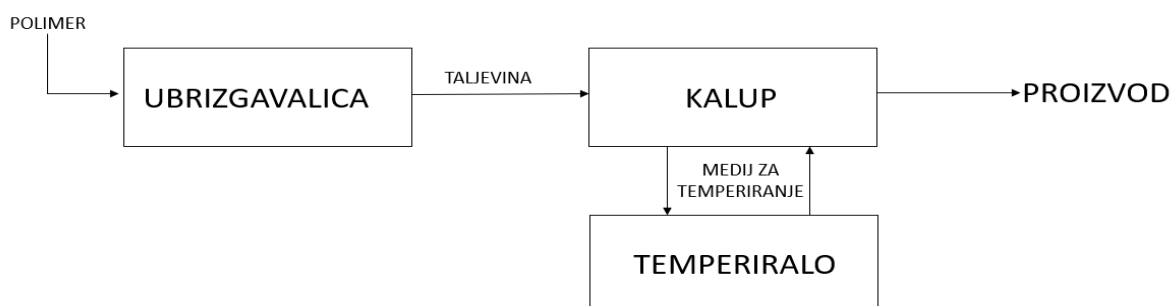 POLIMER
UBRIZGAVALICA
TALJEVINA
KALUP
PROIZVOD
MEDIJ ZA
TEMPERIRANJE
TEMPERIRALO